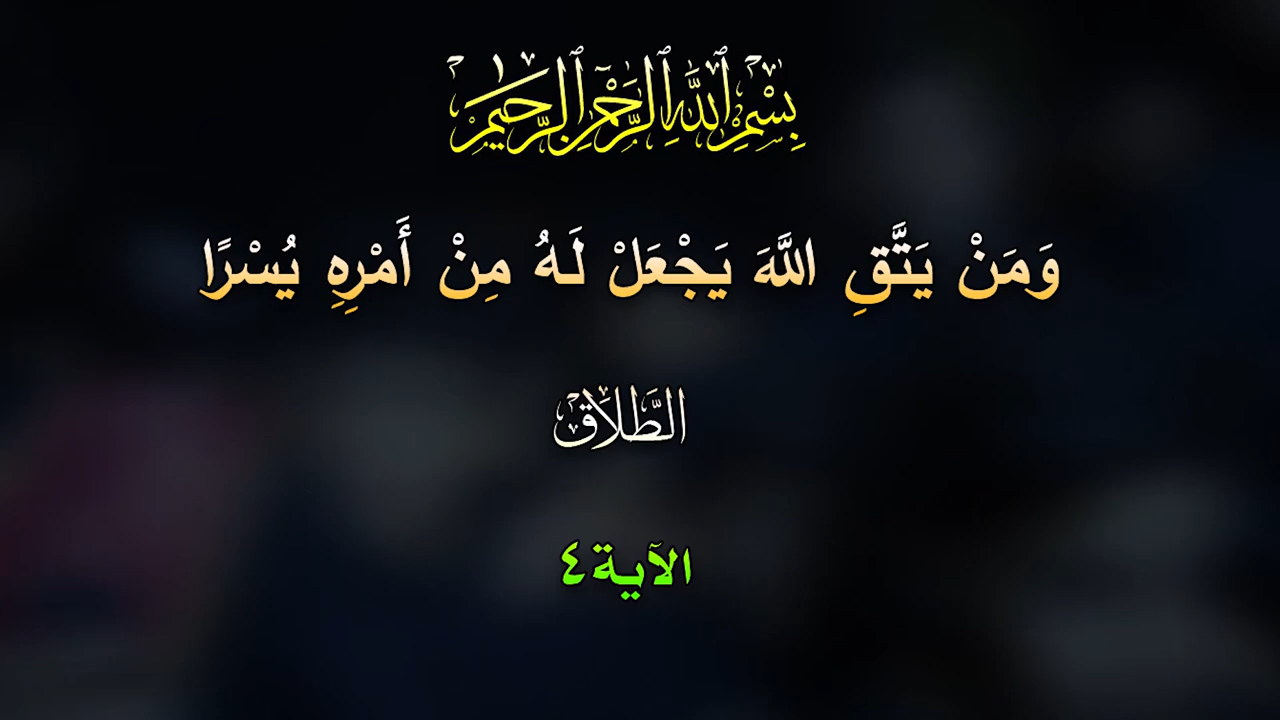 بِسْمِ ٱللَّهِ ٱلرَّحْمَٰنِ ٱلرَّحِيمِ
وَمَنْ يَتَّقِ اللَّهَ يَجْعَلْ لَهُ مِنْ أَمْرِهِ يُسْرًا
الطَّلَاق
الآية٤